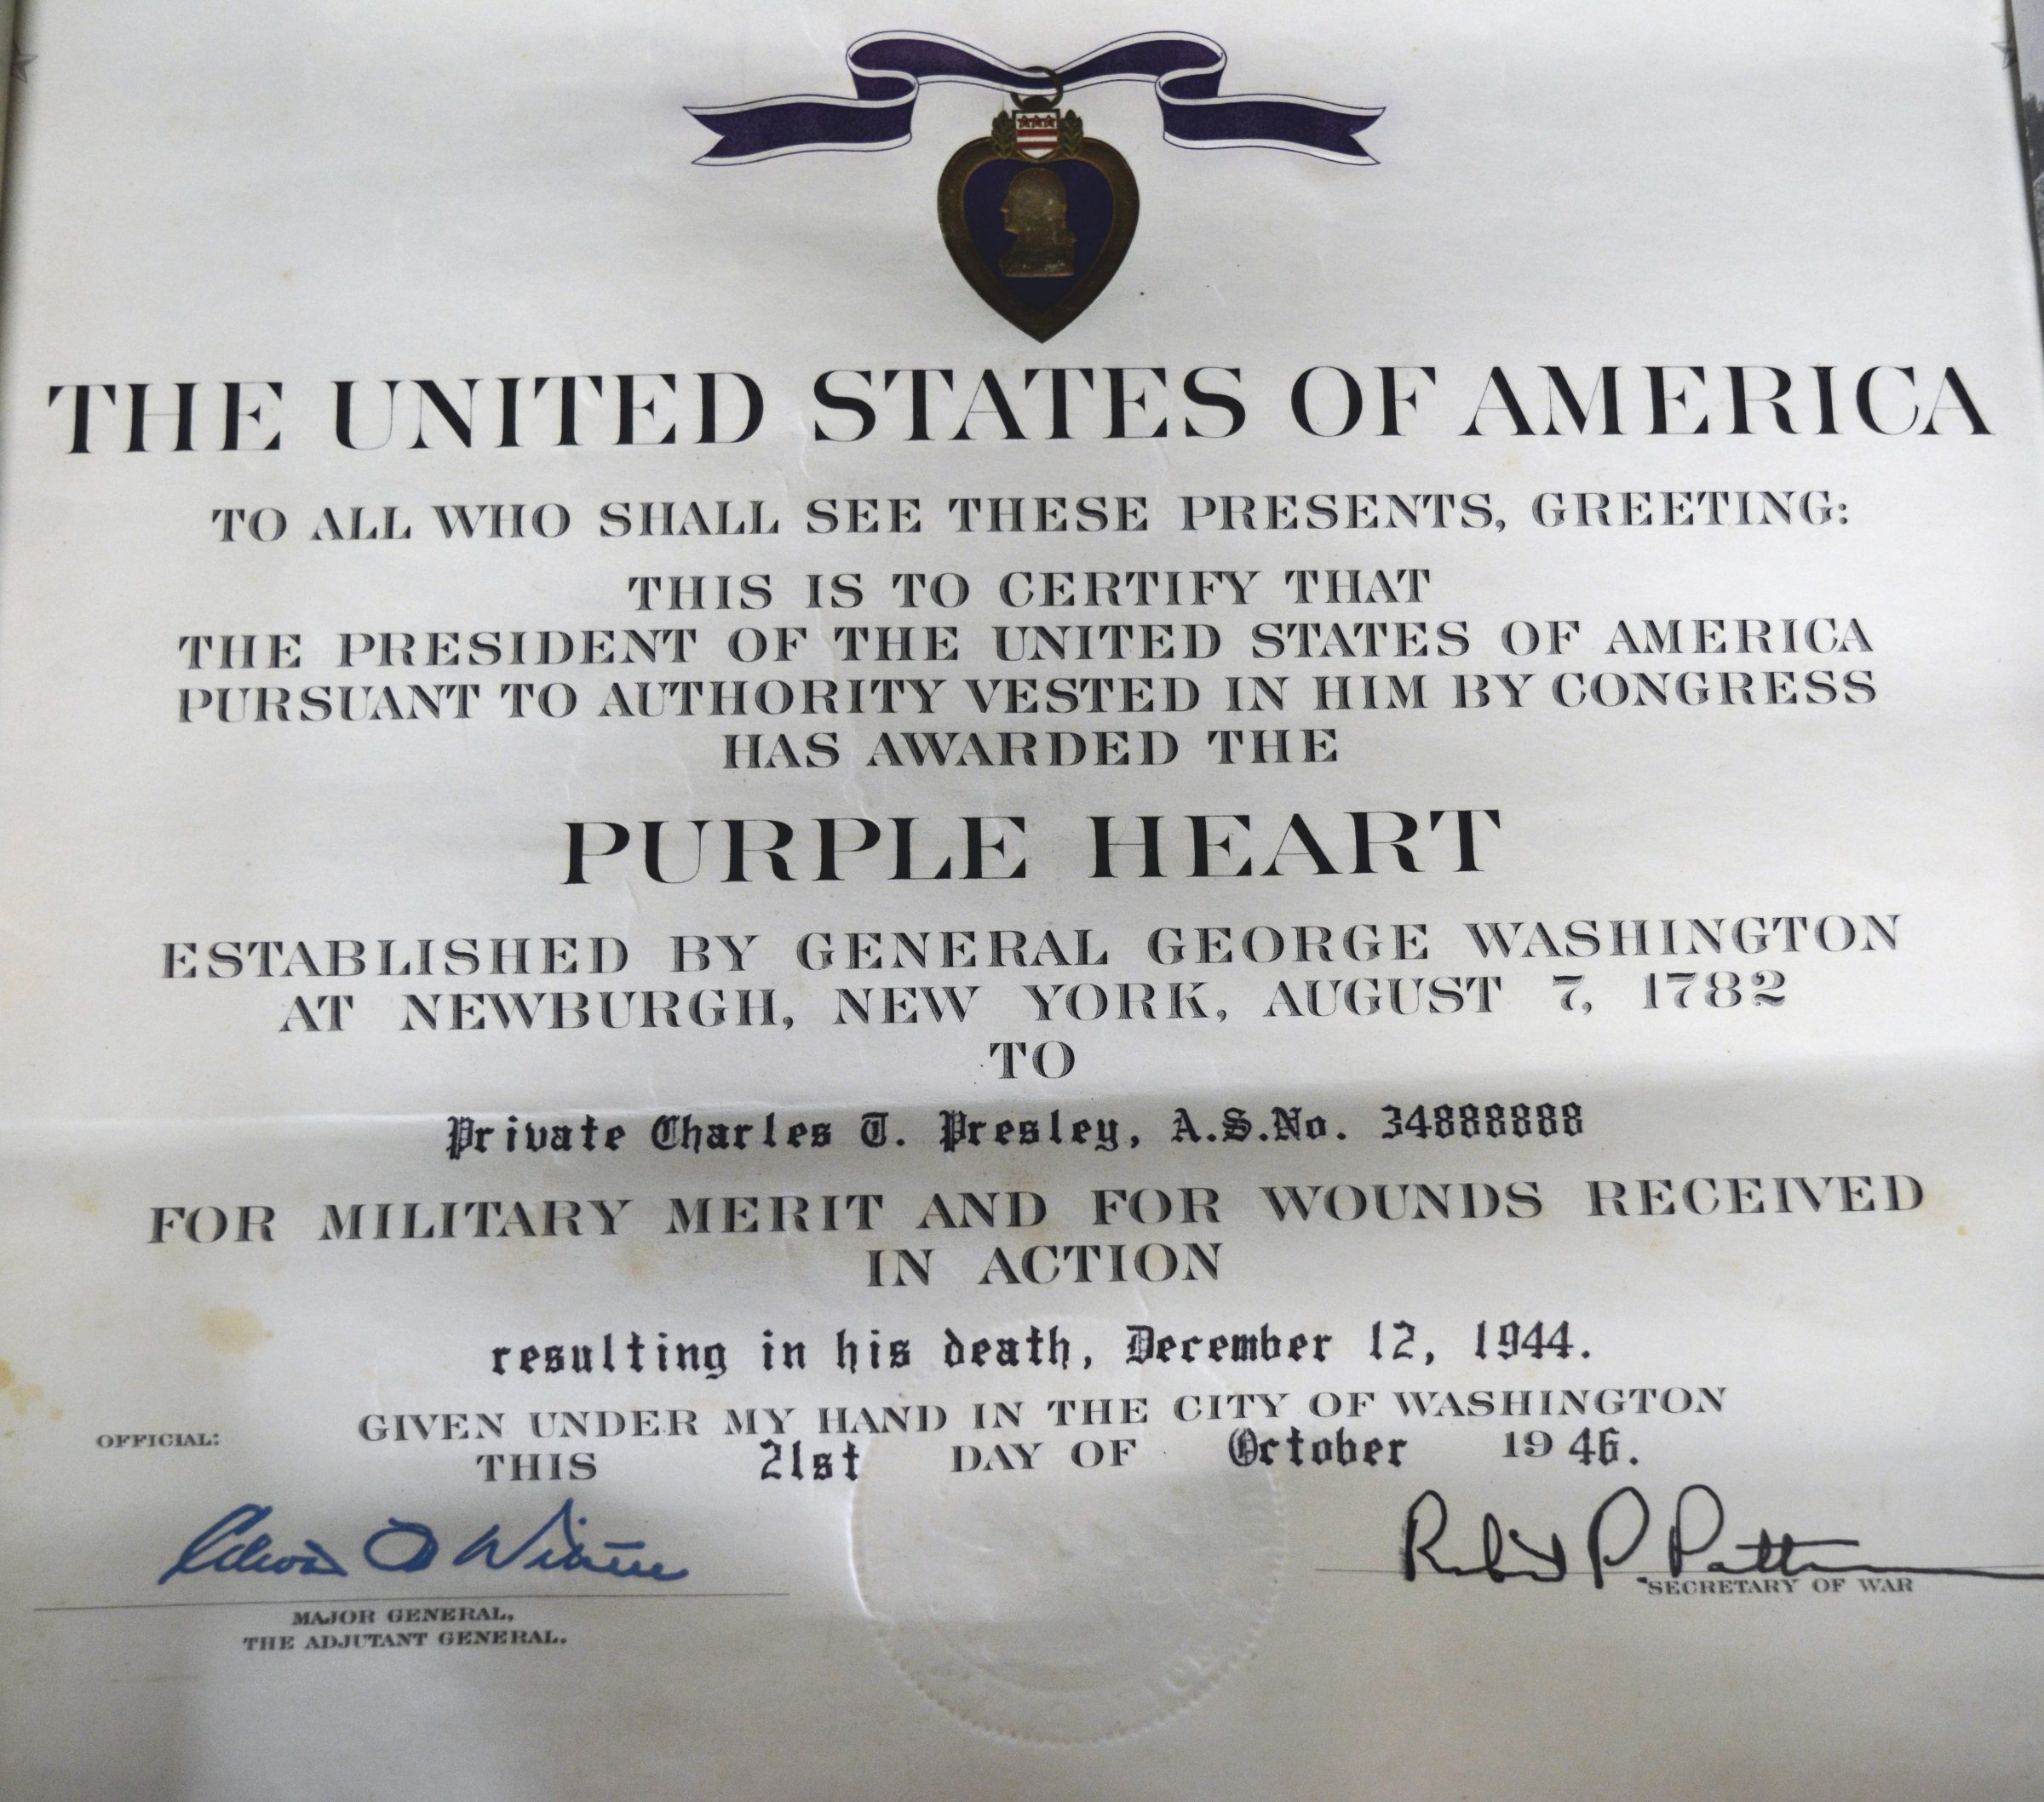 THE UNITED STATES OF AMERICA
TO ALL WHO SHALL SEE THESE PRESENTS, GREETING:
THIS IS TO CERTIFY THAT
THE PRESIDENT OF THE UNITED STATES OF AMERICA
PURSUANT TO AUTHORITY VESTED IN HIM BY CONGRESS
HAS AWARDED THE
PURPLE HEART
ESTABLISHED BY GENERAL GEORGE WASHINGTON
AT NEWBURGH, NEW YORK, AUGUST 7, 1782
TO
Private Charles T. Presley, A.S.No. 34888888
FOR MILITARY MERIT AND FOR WOUNDS RECEIVED
IN ACTION
resulting in his death, December 12, 1944.
GIVEN UNDER MY HAND IN THE CITY OF WASHINGTON
OFFICIAL:
THIS 21st DAY OF October 1946.
Robert P. Patterson
SECRETARY OF WAR
MAJOR GENERAL,
THE ADJUTANT GENERAL.